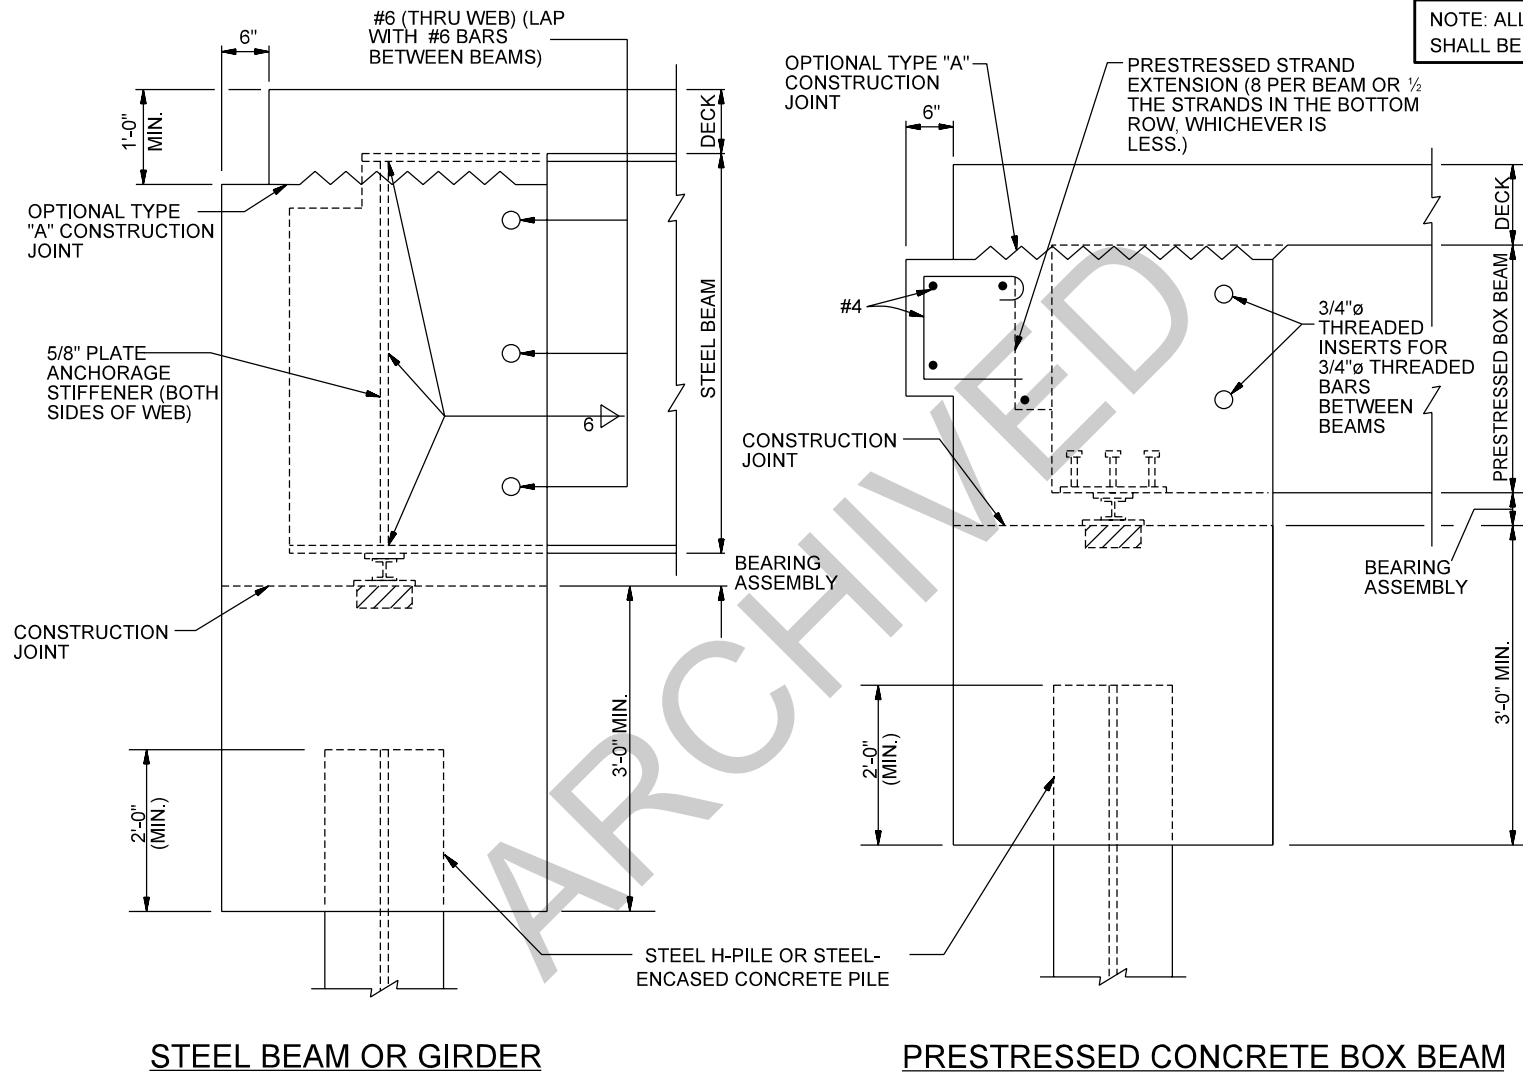 #6 (THRU WEB) (LAP
WITH #6 BARS
BETWEEN BEAMS)
6"
1'-0"
MIN.
DECK
OPTIONAL TYPE
"A" CONSTRUCTION
JOINT
STEEL BEAM
5/8" PLATE
ANCHORAGE
STIFFENER (BOTH
SIDES OF WEB)
6
BEARING
ASSEMBLY
CONSTRUCTION
JOINT
3'-0" MIN.
2'-0"
(MIN.)
STEEL H-PILE OR STEEL-
ENCASED CONCRETE PILE
STEEL BEAM OR GIRDER
NOTE: ALL
SHALL BE
OPTIONAL TYPE "A"
CONSTRUCTION
JOINT
PRESTRESSED STRAND
EXTENSION (8 PER BEAM OR ½
THE STRANDS IN THE BOTTOM
ROW, WHICHEVER IS
LESS.)
6"
DECK
#4
3/4"ø
THREADED
INSERTS FOR
3/4"ø THREADED
BARS
BETWEEN
BEAMS
PRESTRESSED BOX BEAM
CONSTRUCTION
JOINT
BEARING
ASSEMBLY
3'-0" MIN.
2'-0"
(MIN.)
PRESTRESSED CONCRETE BOX BEAM
ARCHIVED